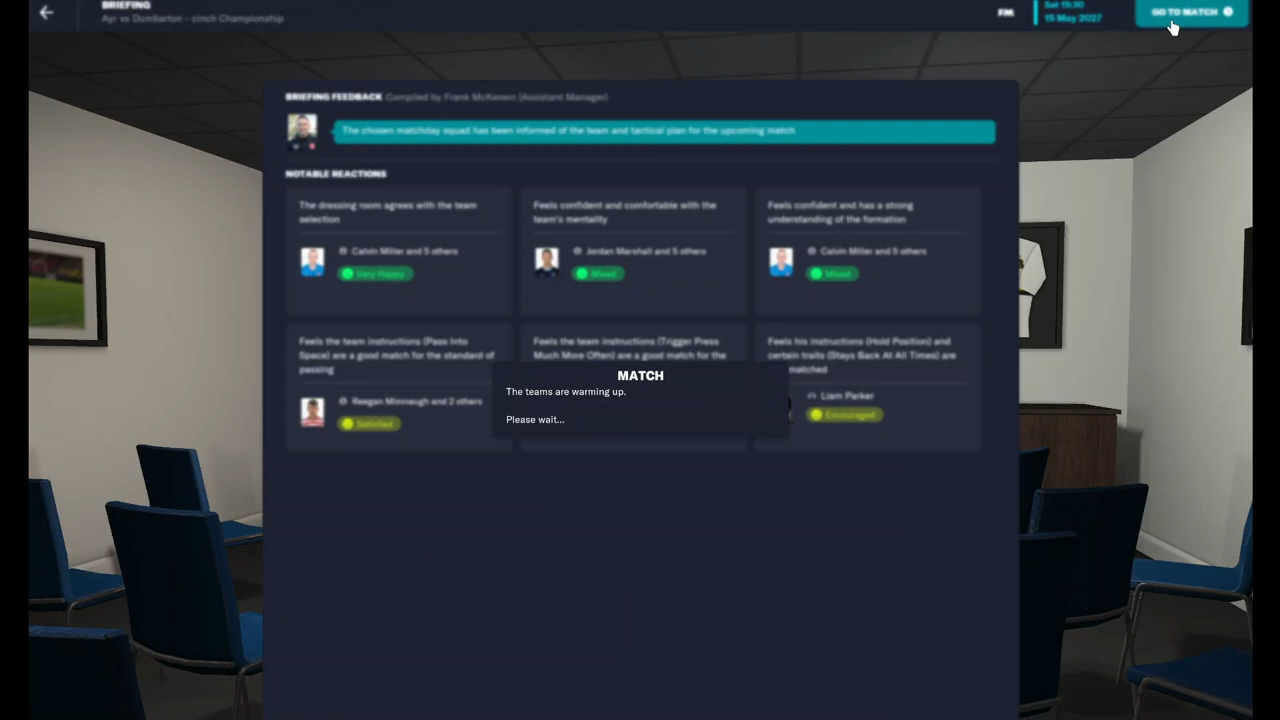 BRIEFING
Ayr vs Dumbarton - cinch Championship
FM
Sat 19:30
15 May 2027
GO TO MATCH
BRIEFING FEEDBACK Compiled by Frank McKeown (Assistant Manager)
The chosen matchday squad has been informed of the team and tactical plan for the upcoming match
NOTABLE REACTIONS
The dressing room agrees with the team
selection
Calvin Miller and 5 others
Very Happy
Feels confident and comfortable with the
team's mentality
Jordan Marshall and 5 others
Mixed
Feels confident and has a strong
understanding of the formation
Calvin Miller and 5 others
Mixed
Feels the team instructions (Pass Into
Space) are a good match for the standard of
passing
Reegan Mimnaugh and 2 others
Satisfied
Feels the team instructions (Trigger Press
Much More Often) are a good match for the
Feels his instructions (Hold Position) and
certain traits (Stays Back At All Times) are
matched
Liam Parker
Encouraged
MATCH
The teams are warming up.
Please wait...